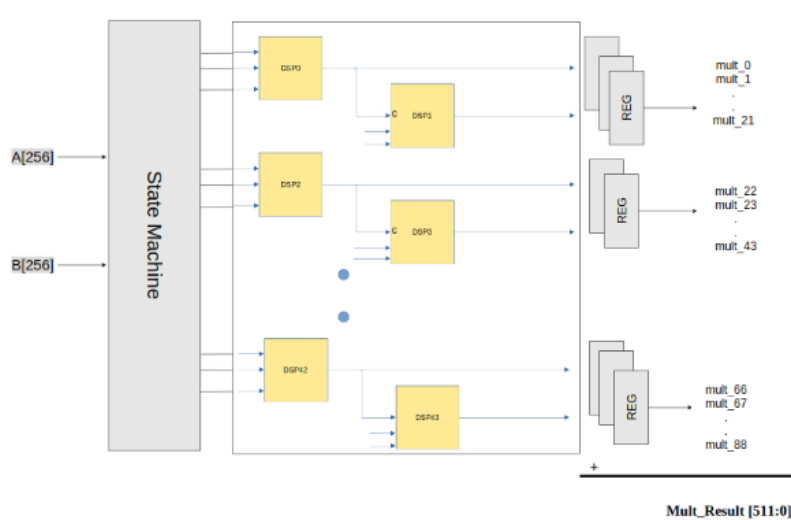 DSP0
mult_0
mult_1
.
.
mult_21
REG
C DSP1
A[256]
State Machine
DSP2
mult_22
mult_23
.
.
mult_43
REG
C DSP3
B[256]
DSP42
mult_66
mult_67
.
.
mult_88
REG
DSP43
+
Mult_Result [511:0]